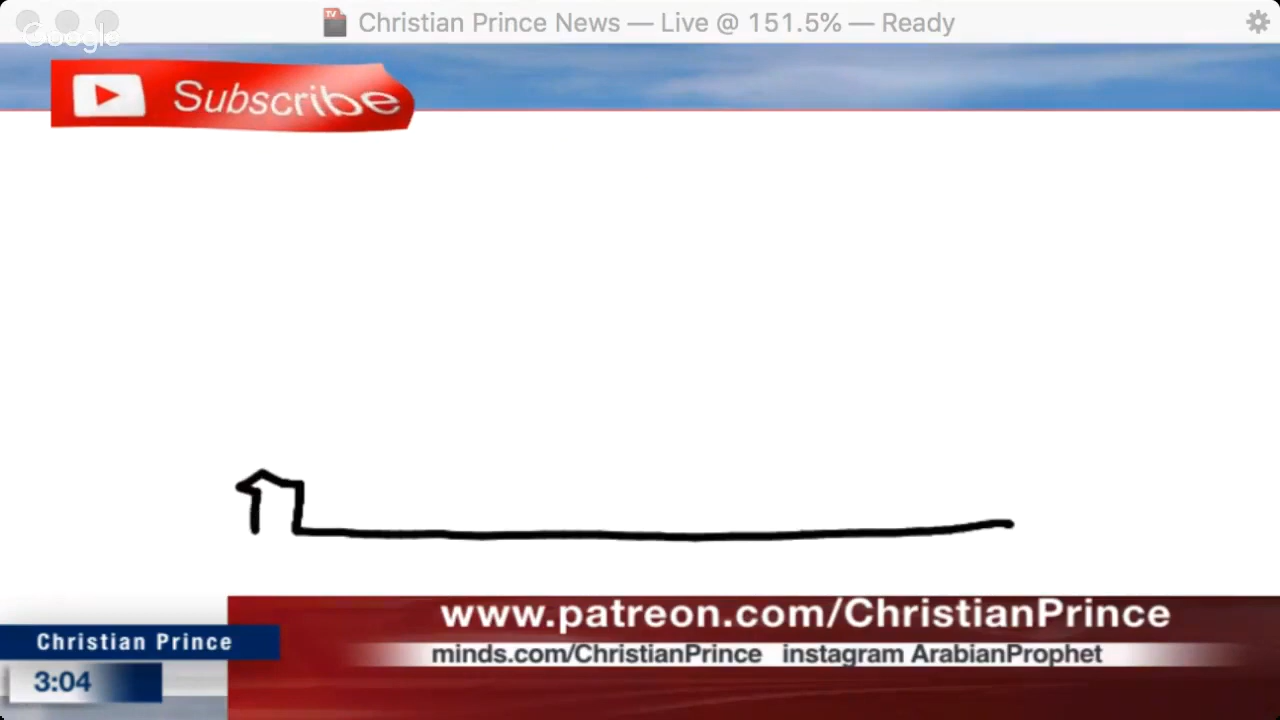 Christian Prince News — Live @ 151.5% — Ready
Google
Subscribe
www.patreon.com/ChristianPrince
minds.com/ChristianPrince instagram ArabianProphet
Christian Prince
3:04